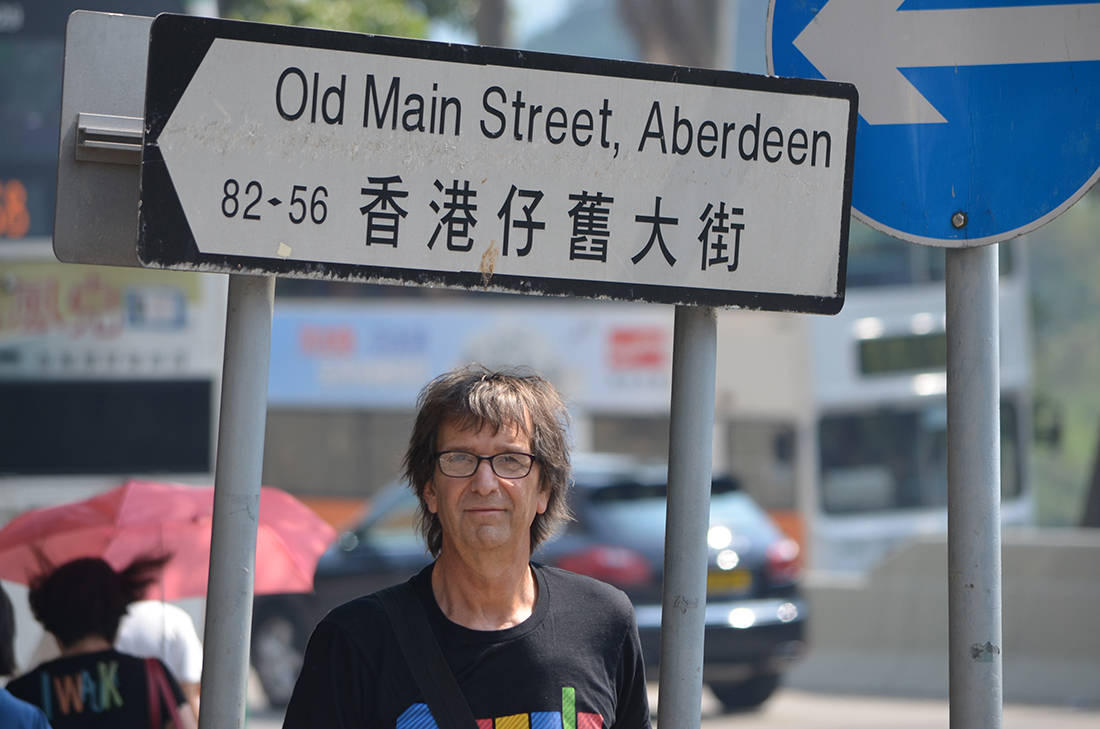 Old Main Street, Aberdeen
82-56 香港仔舊大街
I WALK